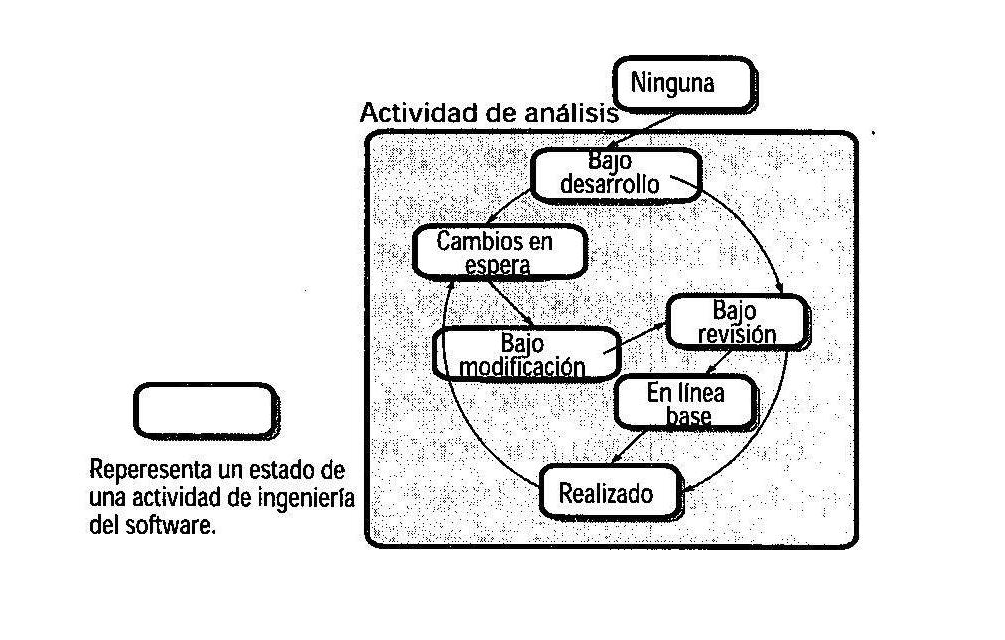 Ninguna
Actividad de análisis
Bajo
desarrollo
Cambios en
espera
Bajo
modificación
Bajo
revisión
En línea
base
Realizado
Reperesenta un estado de
una actividad de ingeniería
del software.